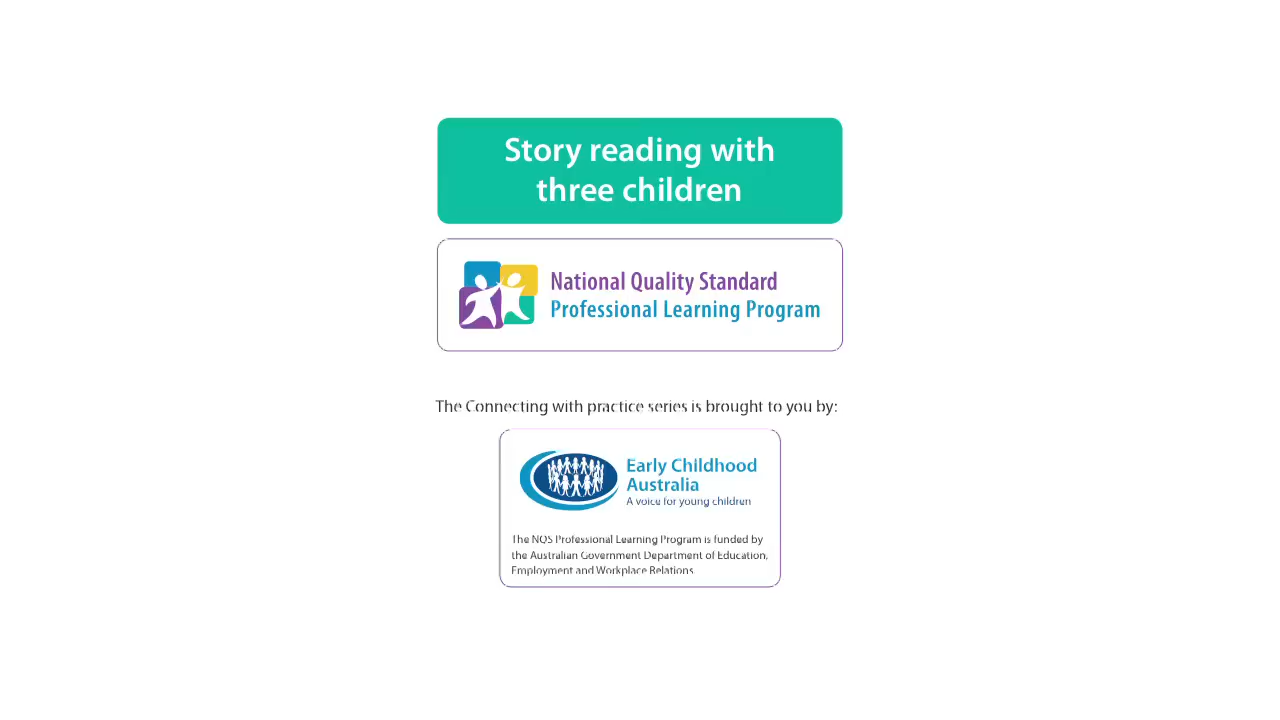 Story reading with
three children
National Quality Standard
Professional Learning Program
The Connecting with practice series is brought to you by:
Early Childhood
Australia
A voice for young children
The NQS Professional Learning Program is funded by
the Australian Government Department of Education,
Employment and Workplace Relations